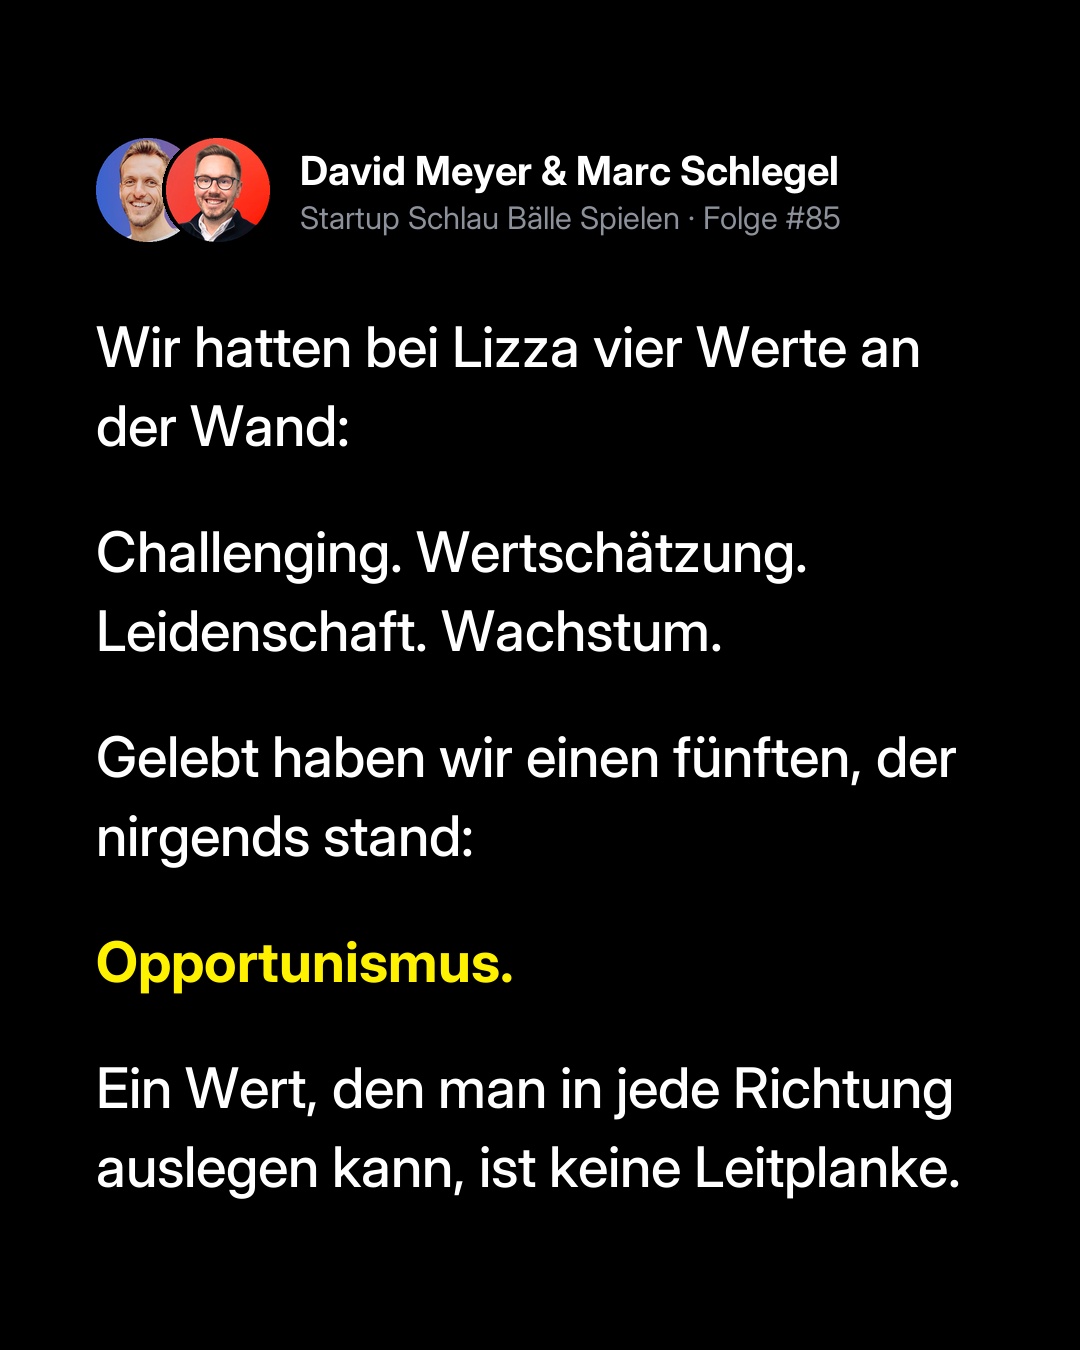 David Meyer & Marc Schlegel
Startup Schlau Bälle Spielen · Folge #85
Wir hatten bei Lizza vier Werte an
der Wand:
Challenging. Wertschätzung.
Leidenschaft. Wachstum.
Gelebt haben wir einen fünften, der
nirgends stand:
Opportunismus.
Ein Wert, den man in jede Richtung
auslegen kann, ist keine Leitplanke.